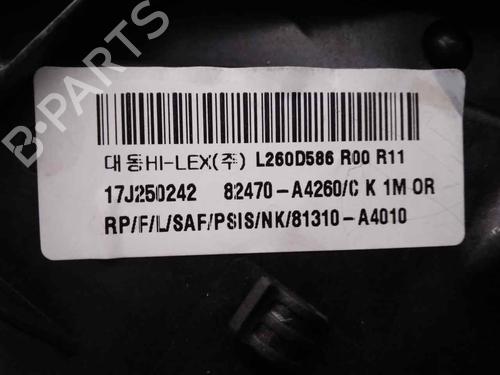 대동HI-LEX(주) L260D586 R00 R11
17J250242 82470-A4260/C K 1M OR
RP/F/L/SAF/PSIS/NK/81310-A4010
B-PARTS